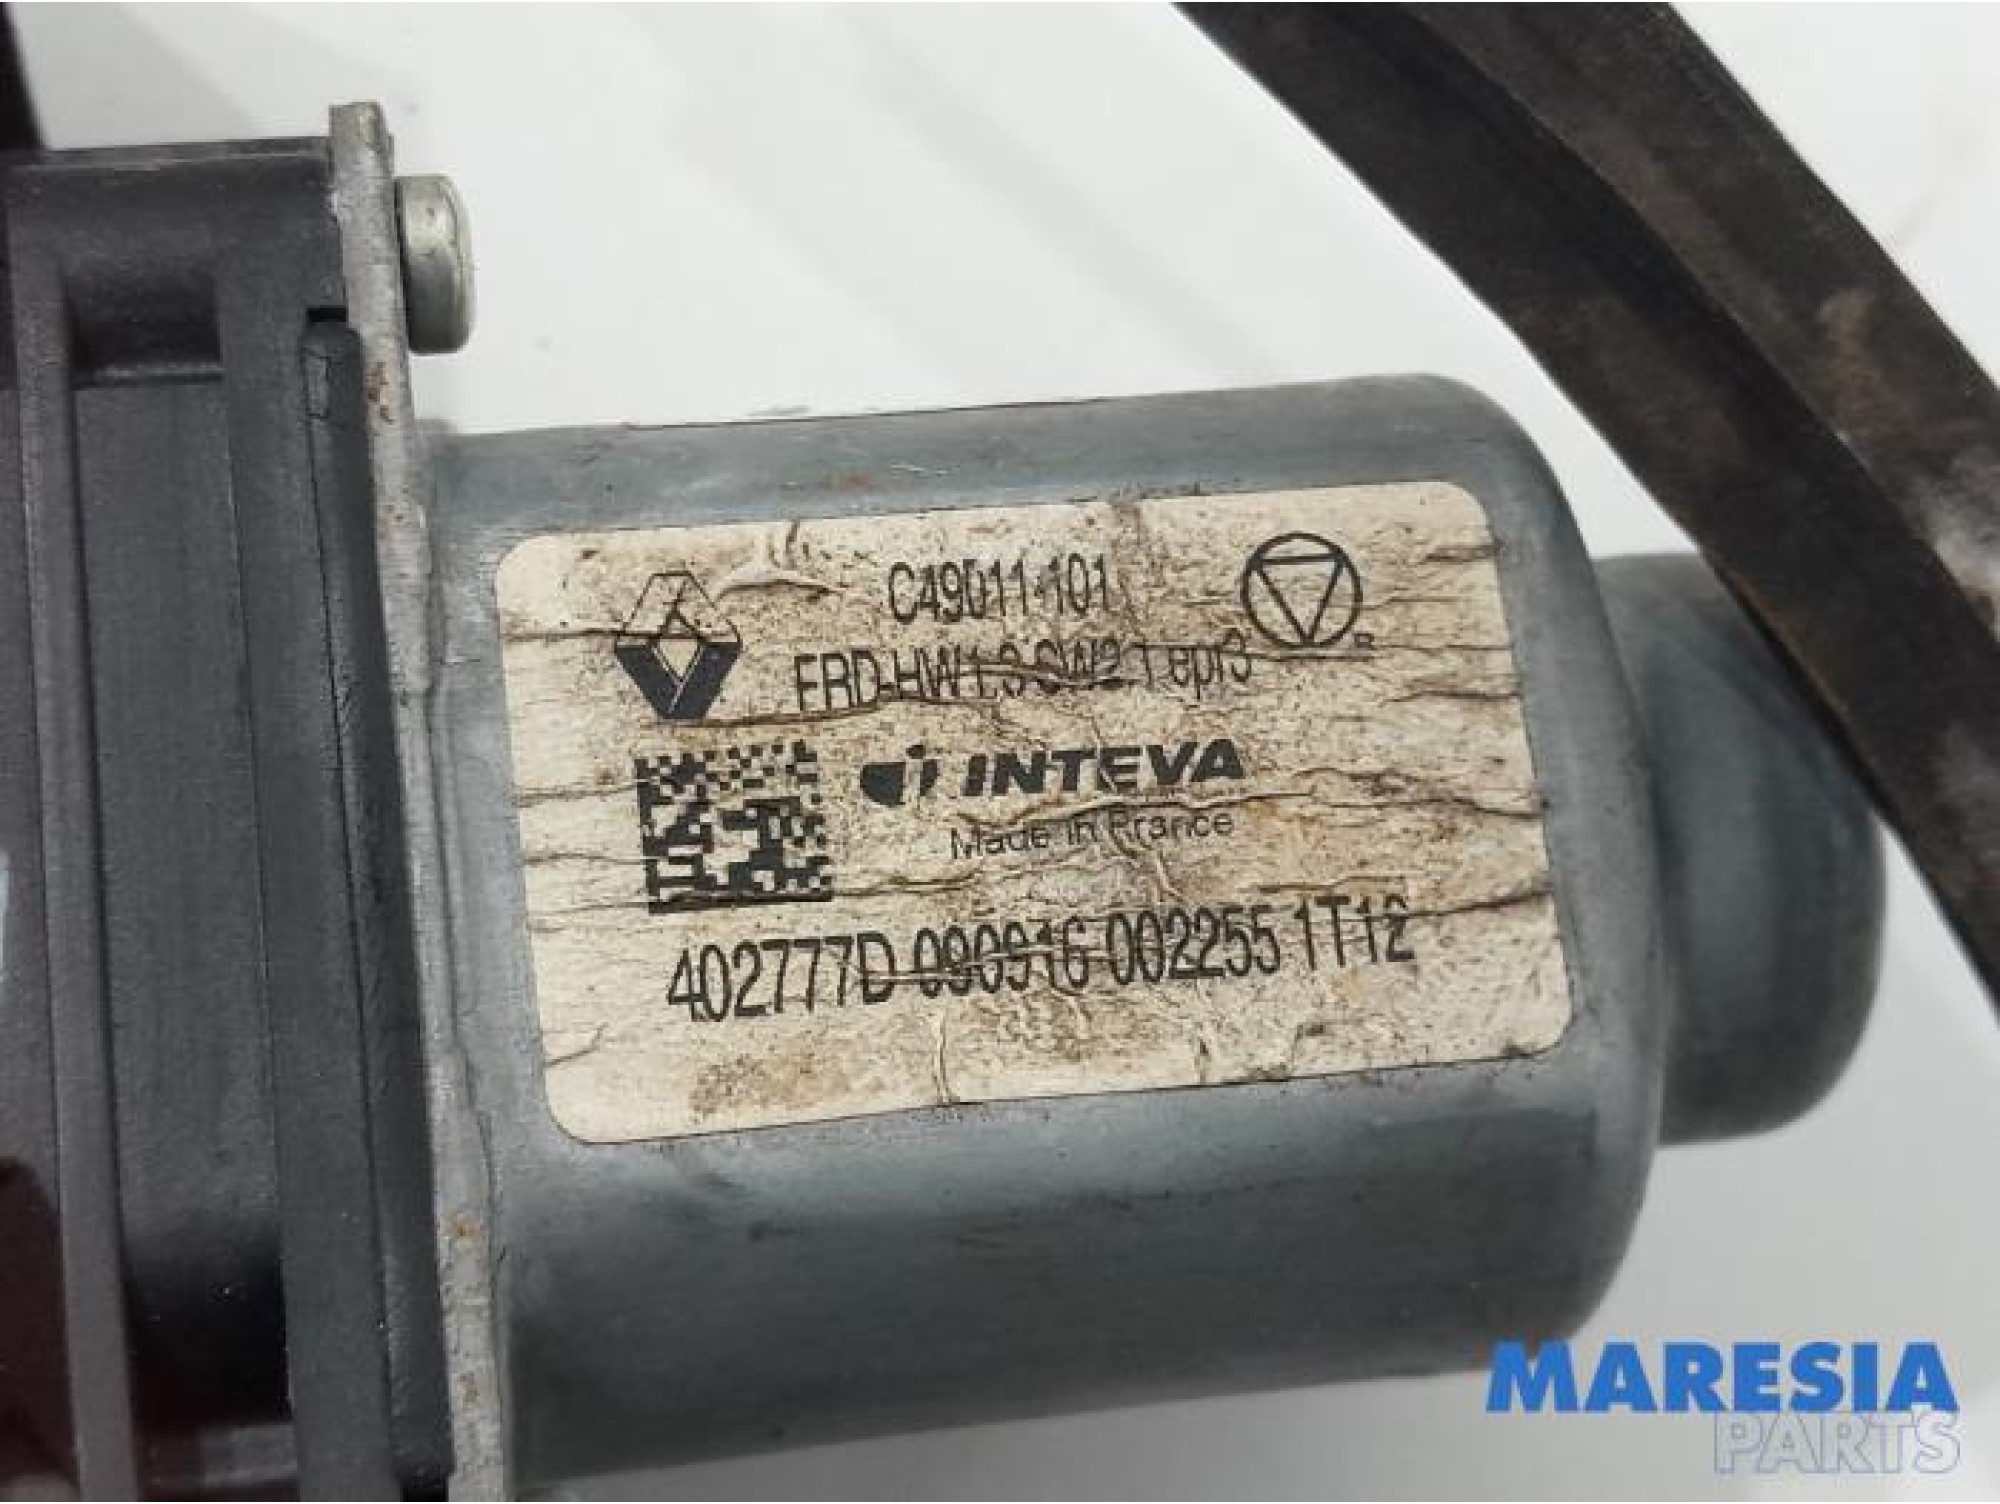 C49011-101
FRD-HW1.3 SW2.1 epr3
R
INTEVA
Made in France
402777D 090916 002255 1T12
MARESIA
PARTS